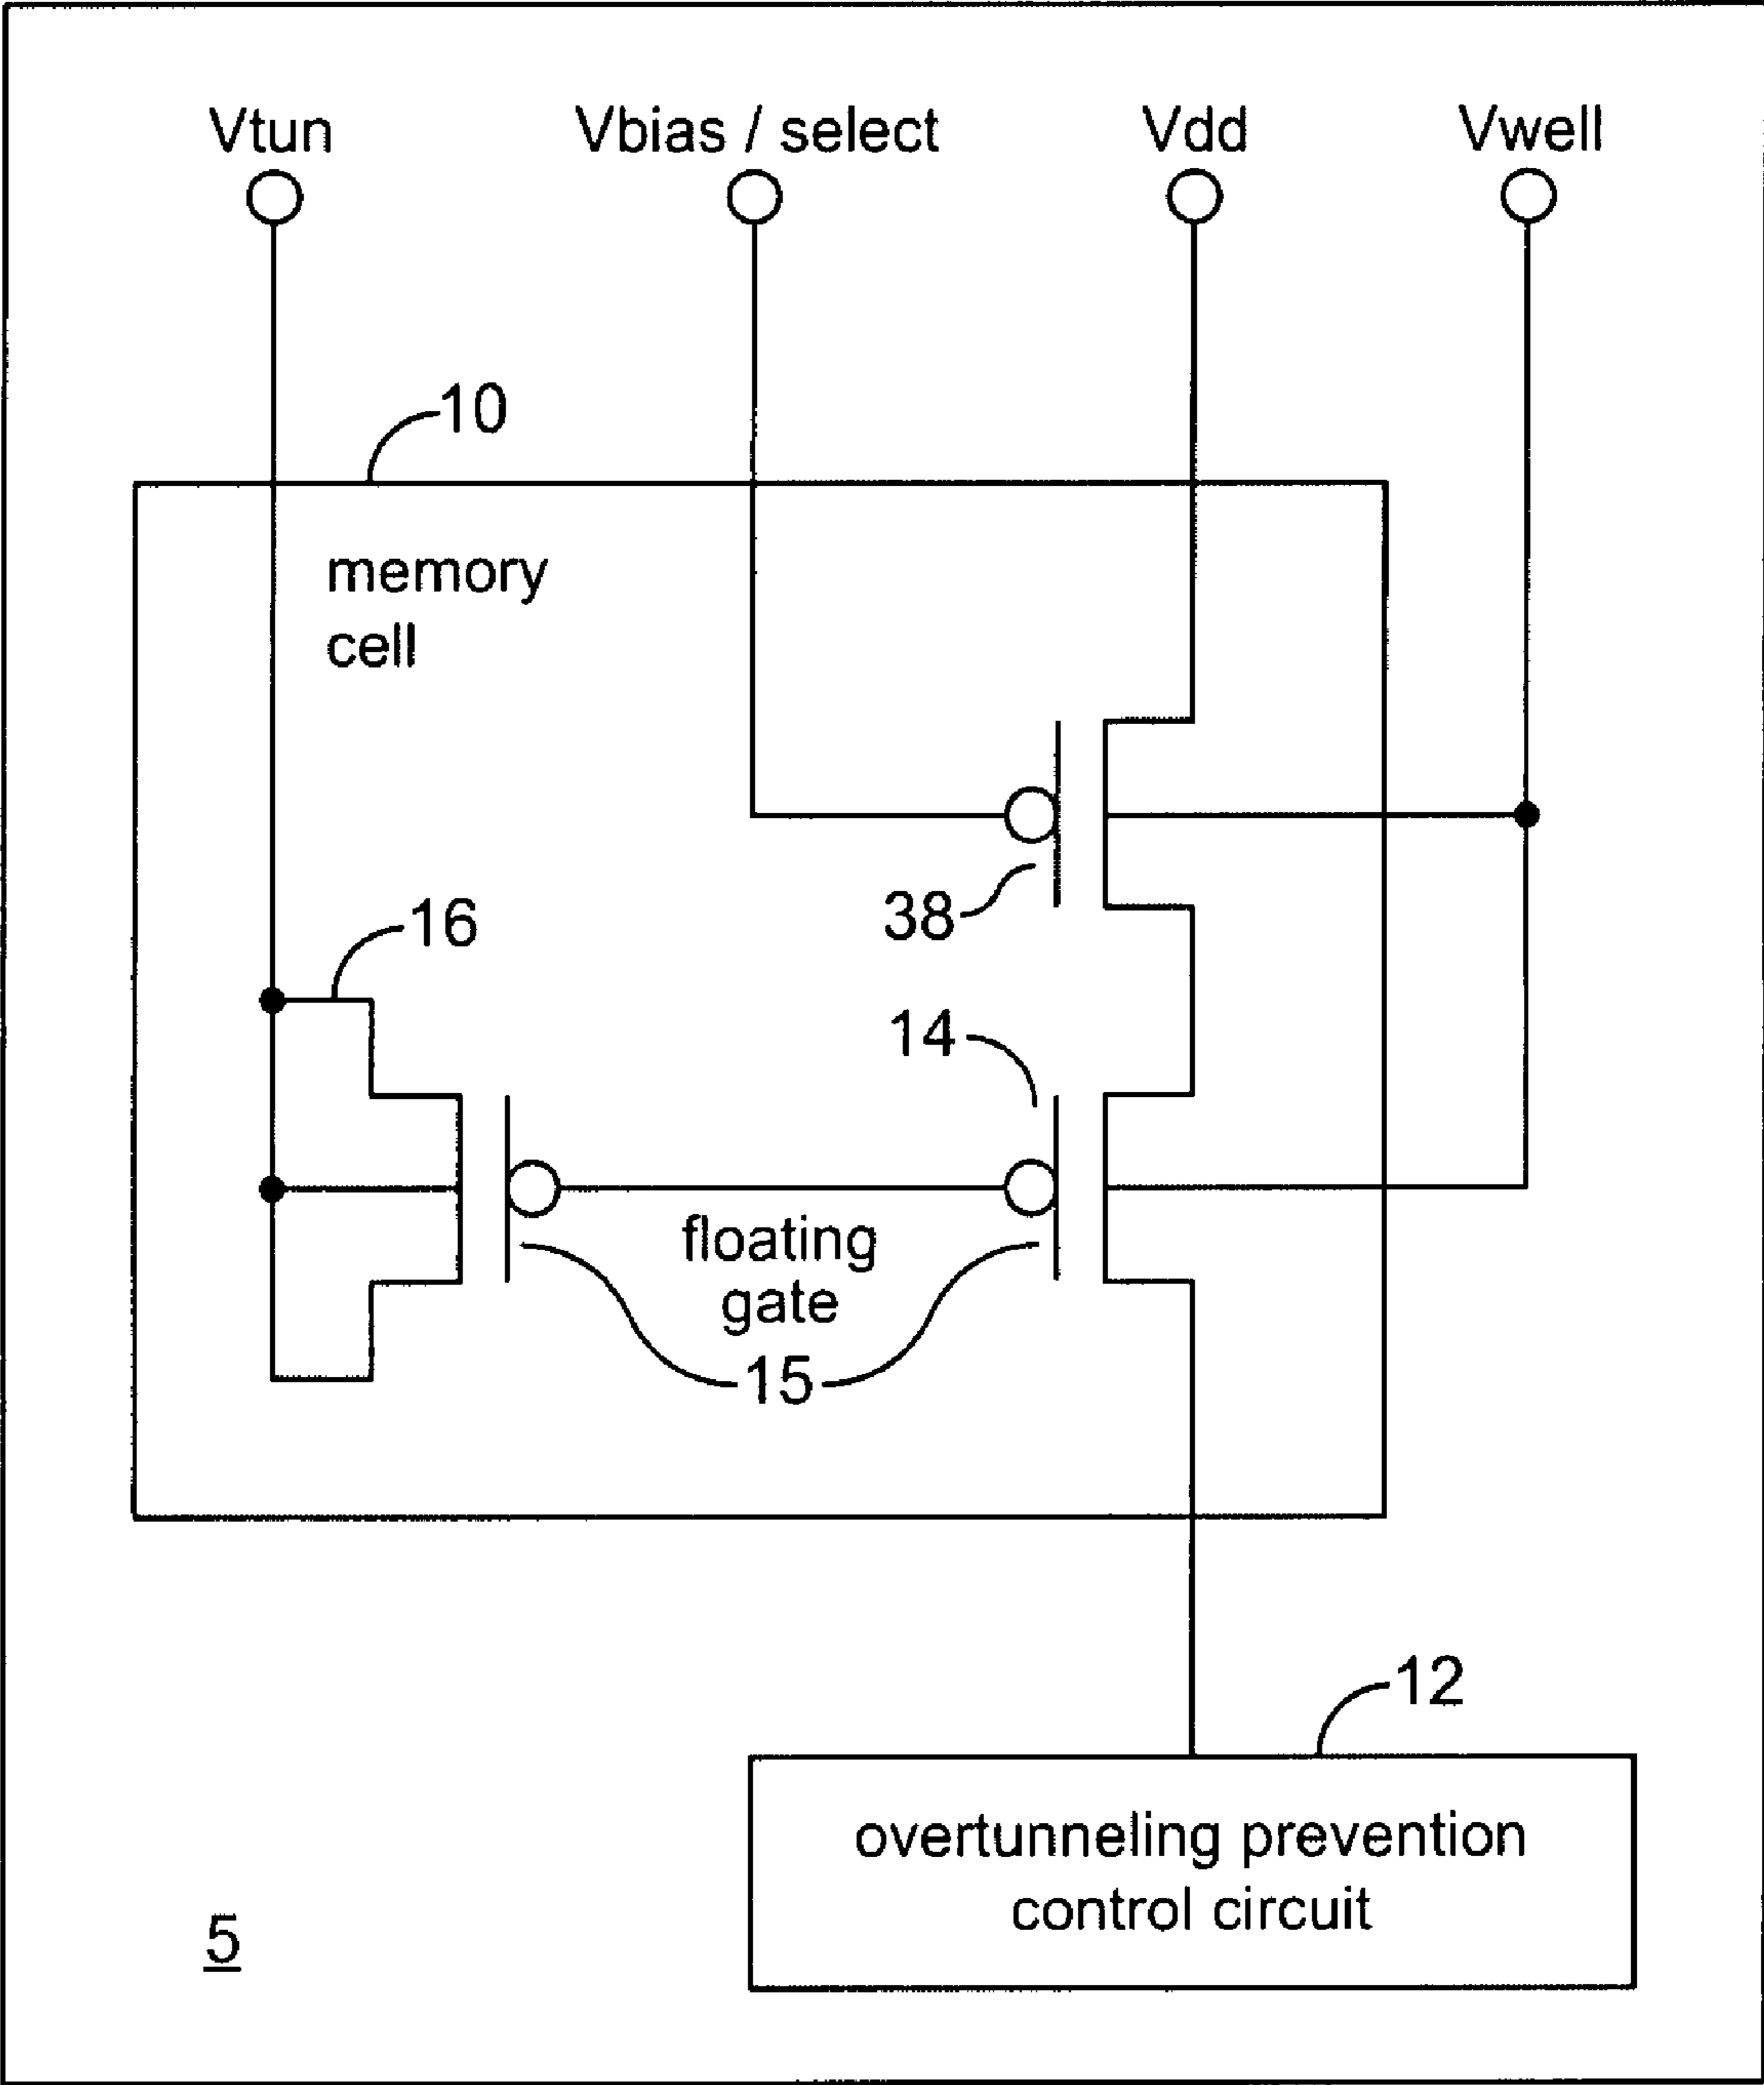 Vtun
Vbias / select
Vdd
Vwell
10
memory
cell
38
16
14
floating
gate
15
12
overtunneling prevention
control circuit
5